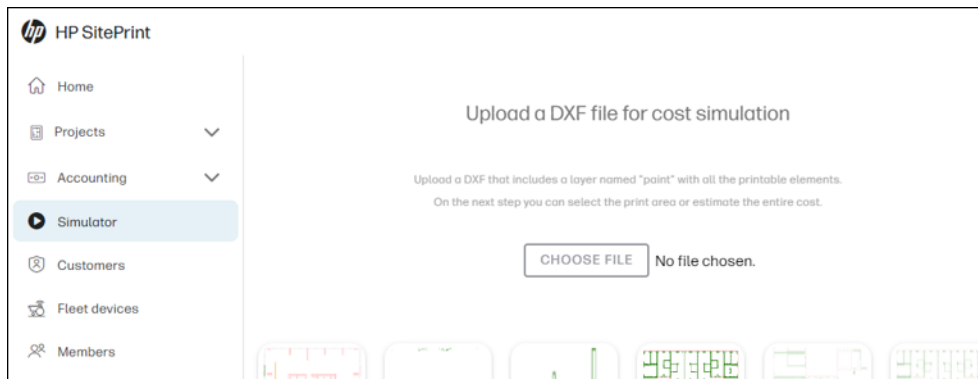 hp HP SitePrint
Home
Projects
Accounting
Simulator
Customers
Fleet devices
Members
Upload a DXF file for cost simulation
Upload a DXF that includes a layer named "paint" with all the printable elements.
On the next step you can select the print area or estimate the entire cost.
CHOOSE FILE No file chosen.